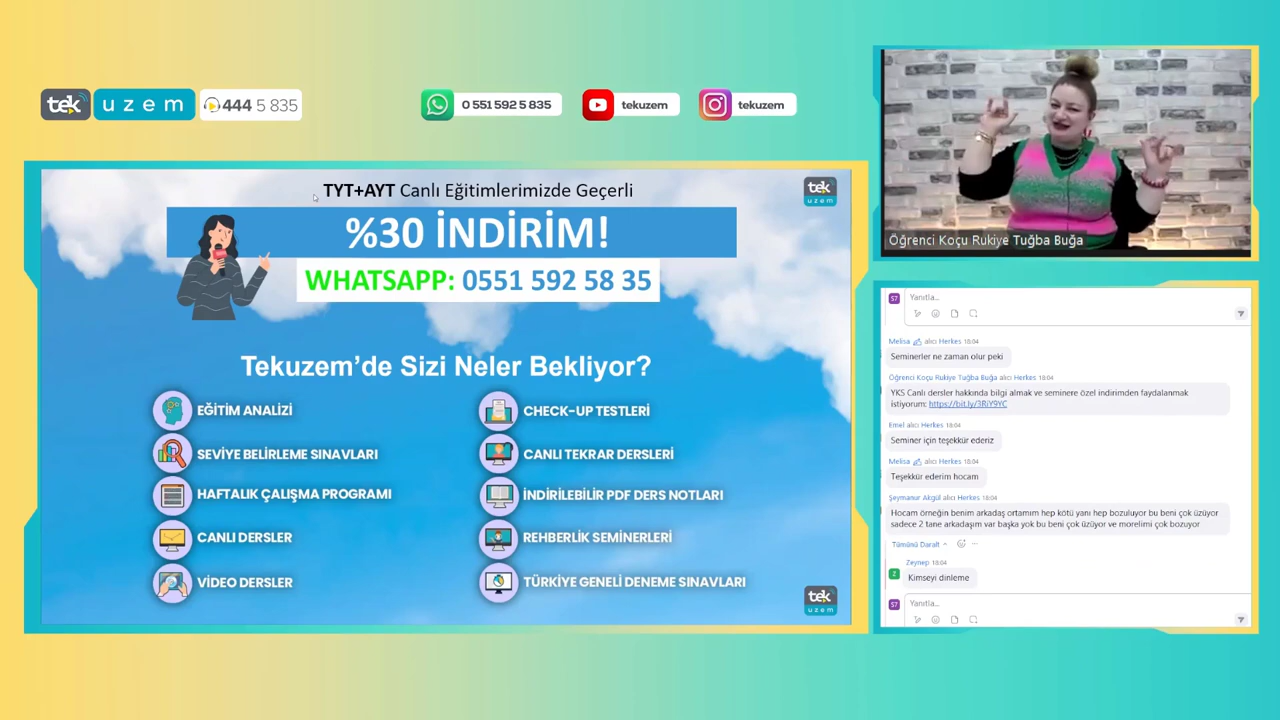 tek uzem 444 5 835
0 551 592 5 835
tekuzem
tekuzem
TYT+AYT Canlı Eğitimlerimizde Geçerli
%30 İNDİRİM!
WHATSAPP: 0551 592 58 35
tek uzem
Tekuzem'de Sizi Neler Bekliyor?
EĞİTİM ANALİZİ
SEVİYE BELİRLEME SINAVLARI
HAFTALIK ÇALIŞMA PROGRAMI
CANLI DERSLER
VİDEO DERSLER
CHECK-UP TESTLERİ
CANLI TEKRAR DERSLERİ
İNDİRİLEBİLİR PDF DERS NOTLARI
REHBERLİK SEMİNERLERİ
TÜRKİYE GENELİ DENEME SINAVLARI
tek uzem
Öğrenci Koçu Rukiye Tuğba Buğa
S7
Yanıtla...
Melisa alıcı Herkes 18:04
Seminerler ne zaman olur peki
Öğrenci Koçu Rukiye Tuğba Buğa alıcı Herkes 18:04
YKS Canlı dersler hakkında bilgi almak ve seminere özel indirimden faydalanmak
istiyorum: https://bit.ly/3RiY9YC
Emel alıcı Herkes 18:04
Seminer için teşekkür ederiz
Melisa alıcı Herkes 18:04
Teşekkür ederim hocam
Şeymanur Akgül alıcı Herkes 18:04
Hocam örneğin benim arkadaş ortamım hep kötü yanı hep bozuluyor bu beni çok üzüyor
sadece 2 tane arkadaşım var başka yok bu beni çok üzüyor ve morelimi çok bozuyor
Tümünü Daralt
Zeynep 18:04
Z
Kimseyi dinleme
S7
Yanıtla...